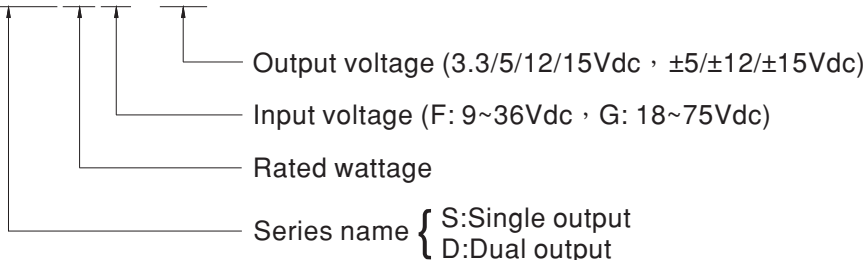 Output voltage (3.3/5/12/15Vdc，±5/±12/±15Vdc)
Input voltage (F: 9~36Vdc，G: 18~75Vdc)
Rated wattage
Series name { S:Single output
D:Dual output